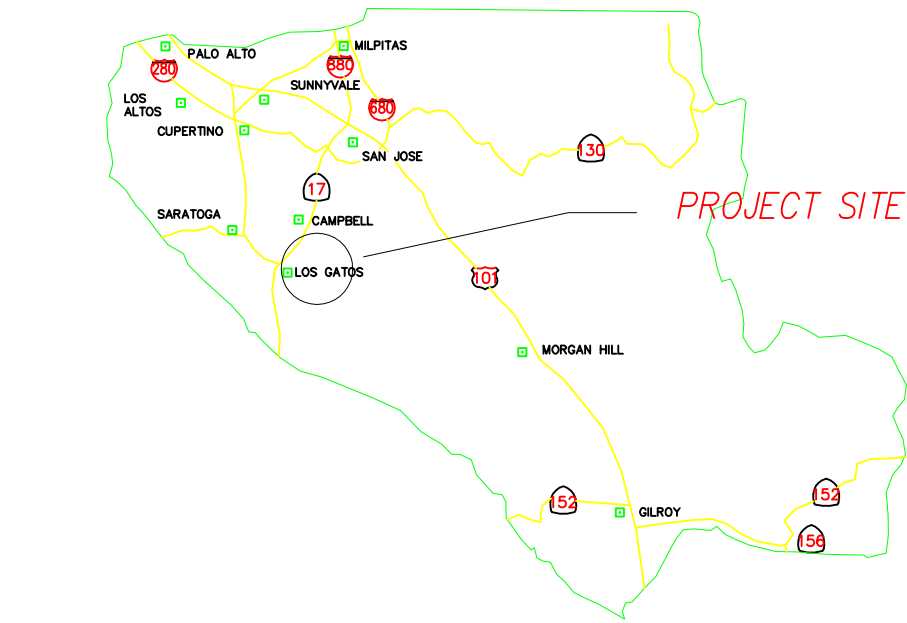 MILPITAS
PALO ALTO
280
880
SUNNYVALE
LOS
ALTOS
680
CUPERTINO
130
SAN JOSE
17
PROJECT SITE
SARATOGA
CAMPBELL
LOS GATOS
101
MORGAN HILL
152
152
GILROY
156